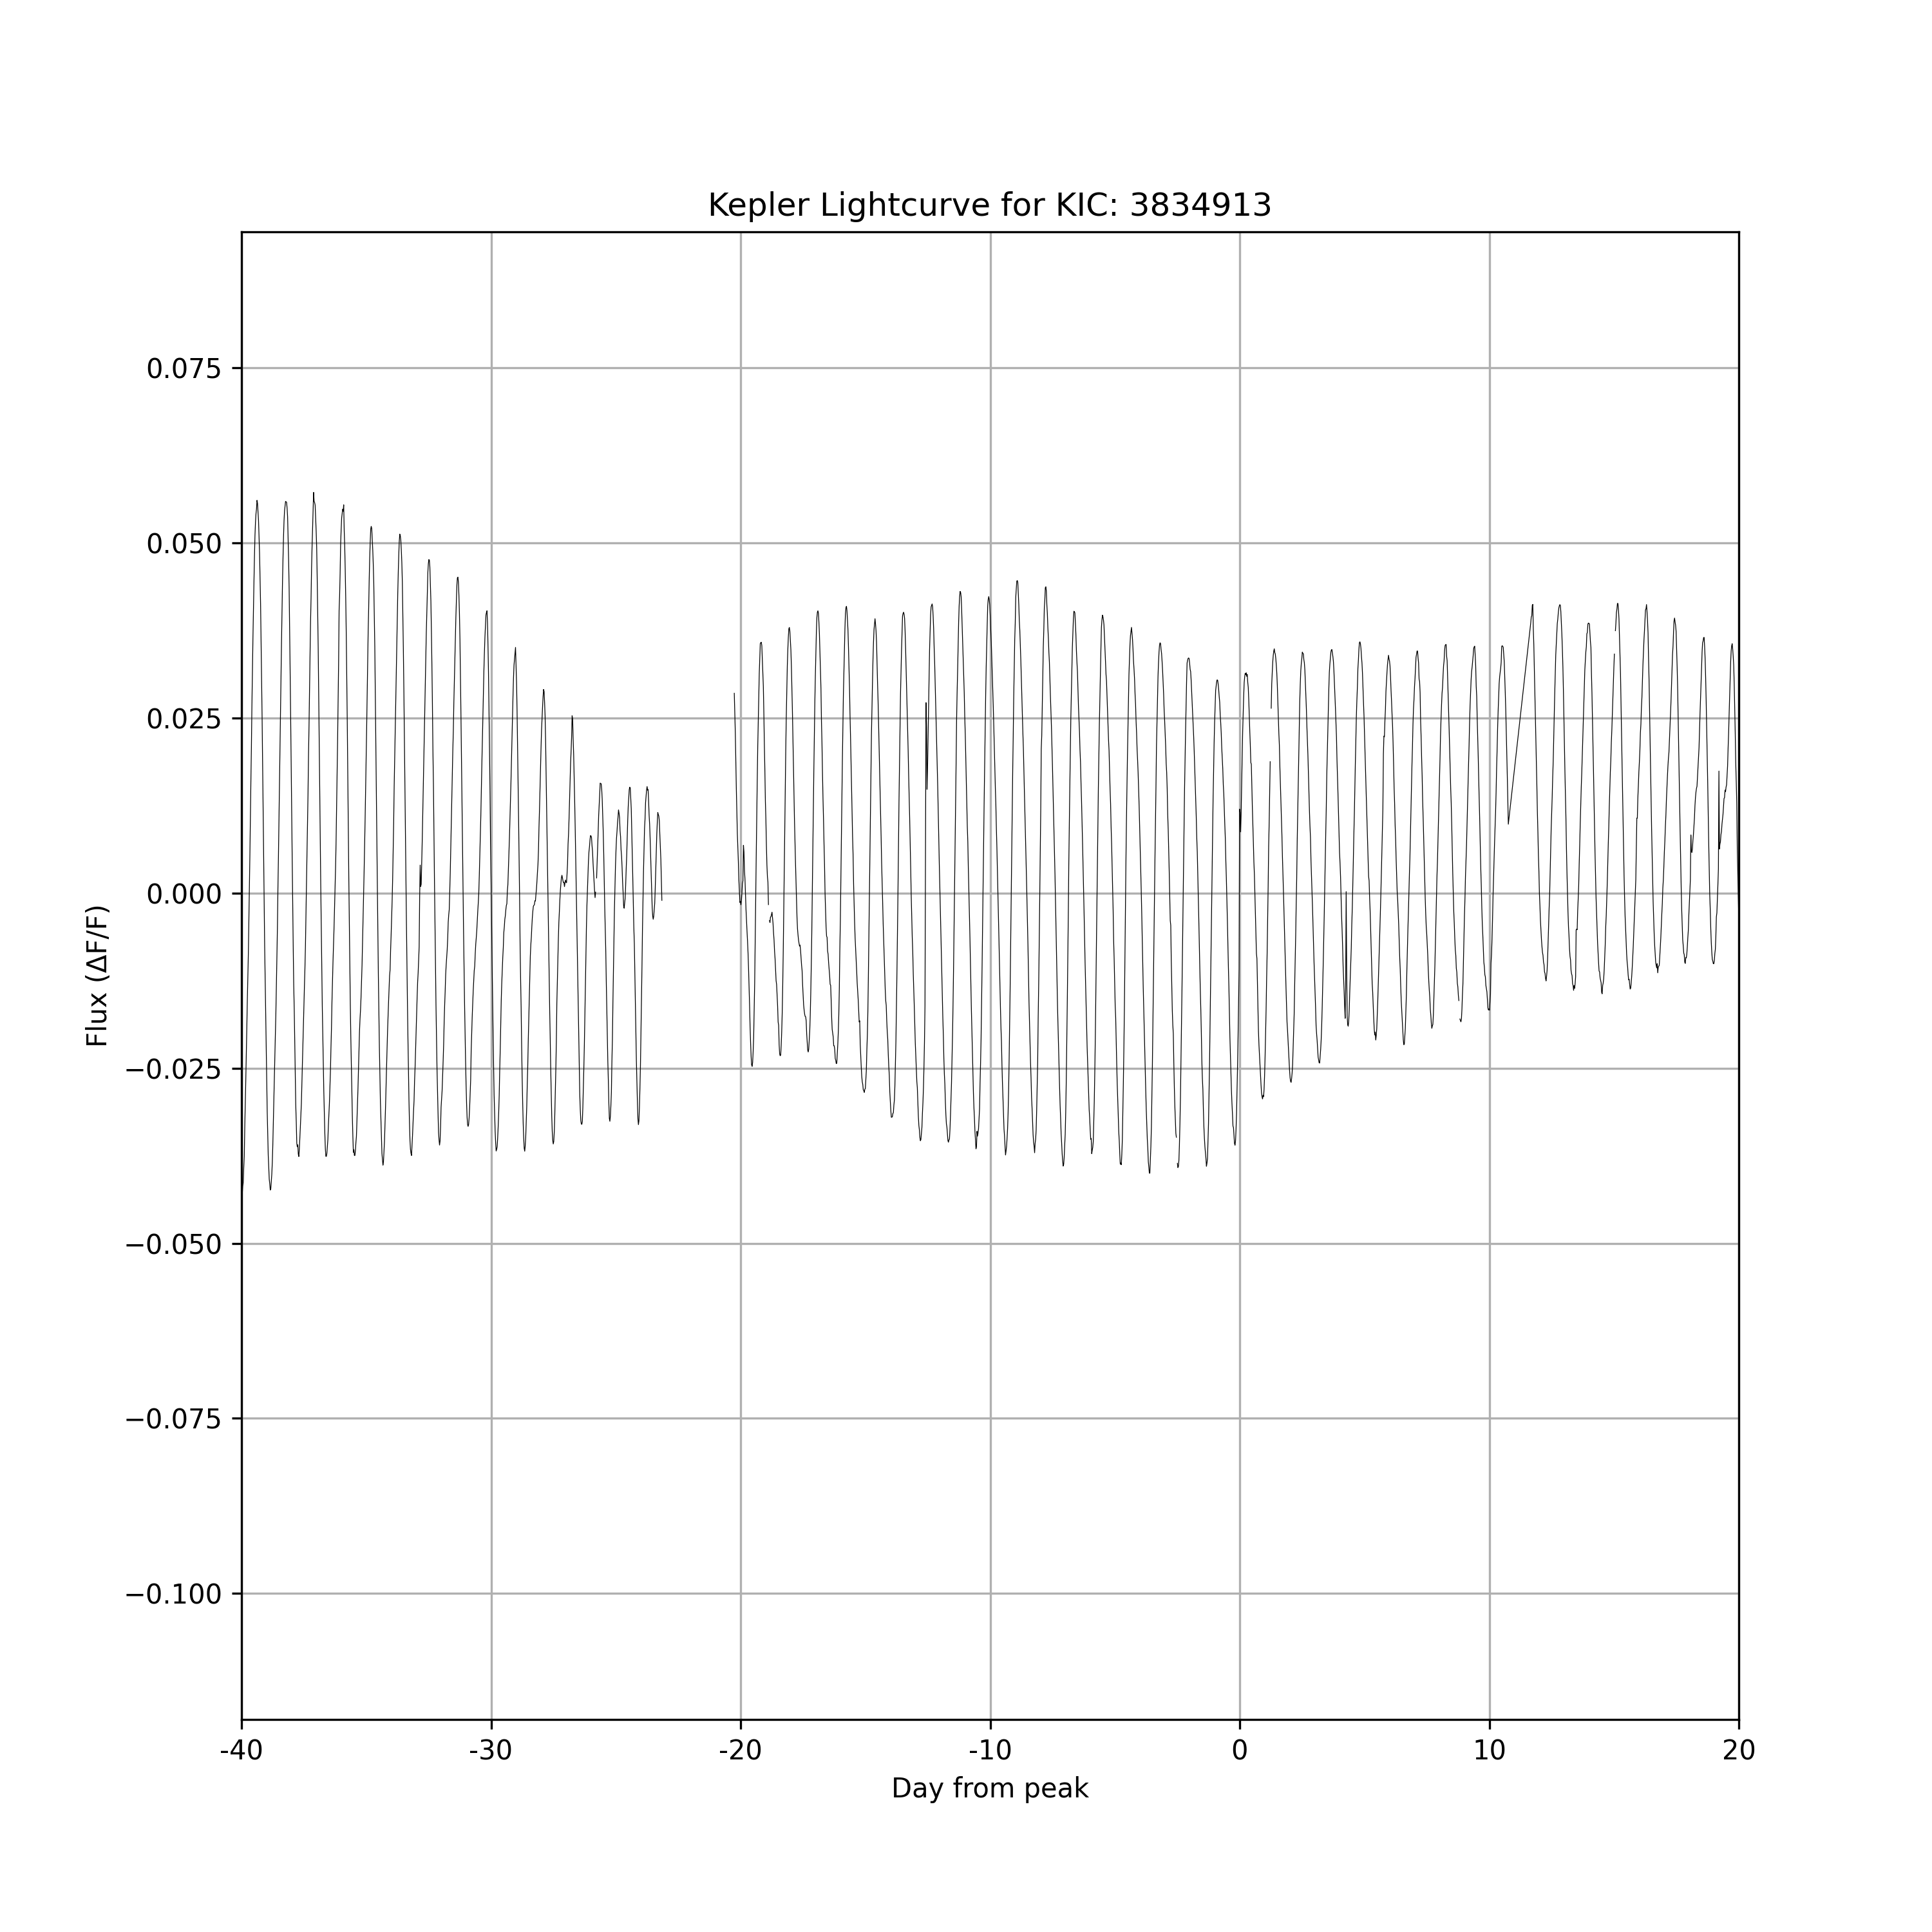 Kepler Lightcurve for KIC: 3834913
0.075
0.050
0.025
0.000
−0.025
−0.050
−0.075
−0.100
Flux (ΔF/F)
-40 -30 -20 -10 0 10 20
Day from peak